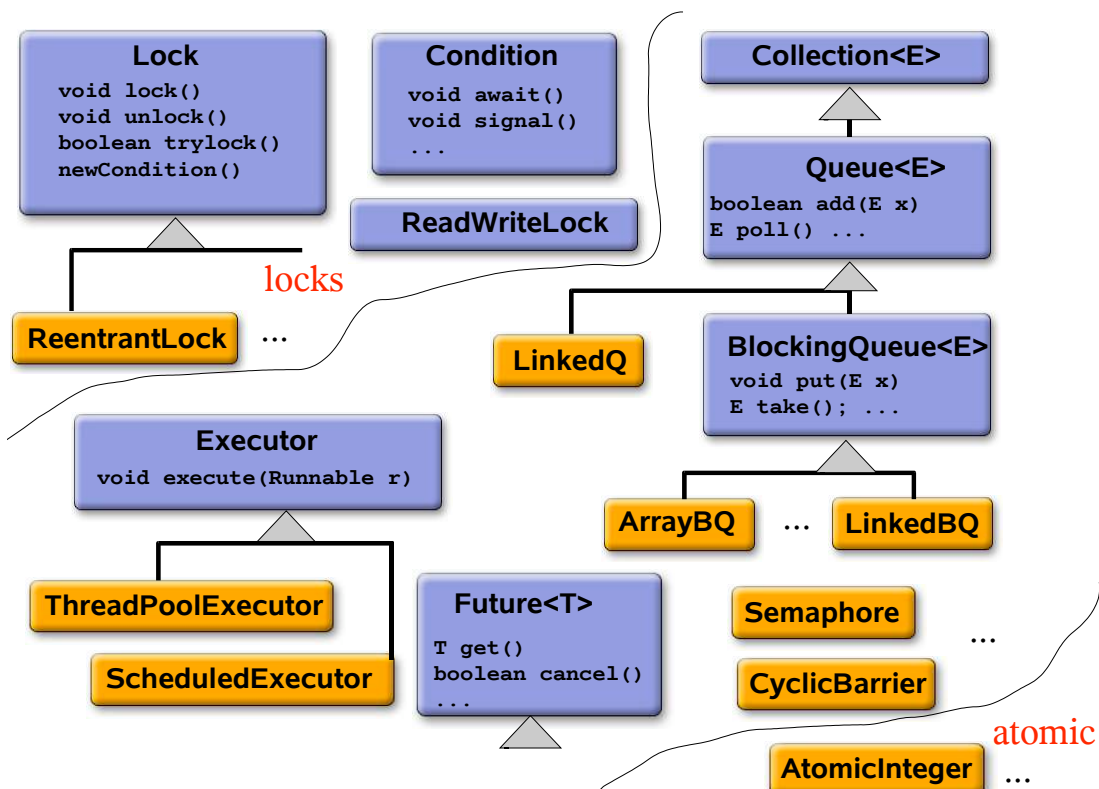 Lock
void lock()
void unlock()
boolean trylock()
newCondition()
Condition
void await()
void signal()
...
ReadWriteLock
locks
ReentrantLock
...
Collection<E>
Queue<E>
boolean add(E x)
E poll() ...
LinkedQ
BlockingQueue<E>
void put(E x)
E take(); ...
ArrayBQ
...
LinkedBQ
Executor
void execute(Runnable r)
ThreadPoolExecutor
ScheduledExecutor
Future<T>
T get()
boolean cancel()
...
Semaphore
...
CyclicBarrier
atomic
AtomicInteger
...